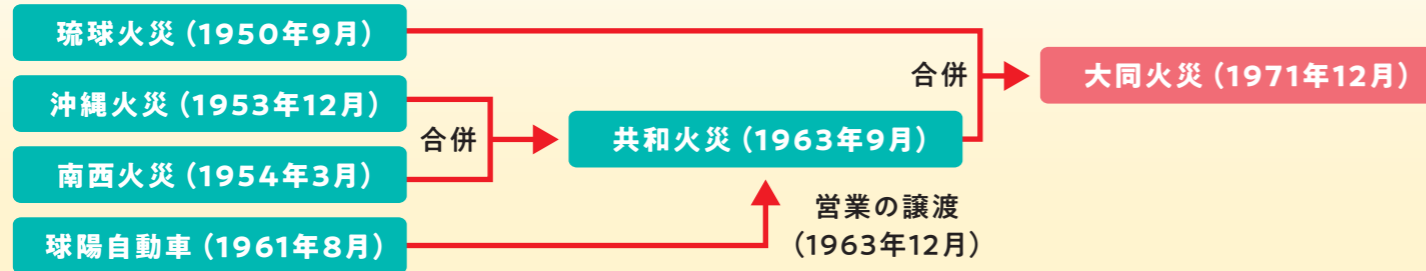 琉球火災（1950年9月）
沖縄火災（1953年12月）
南西火災（1954年3月）
球陽自動車（1961年8月）
合併
共和火災（1963年9月）
営業の譲渡
（1963年12月）
合併
大同火災（1971年12月）